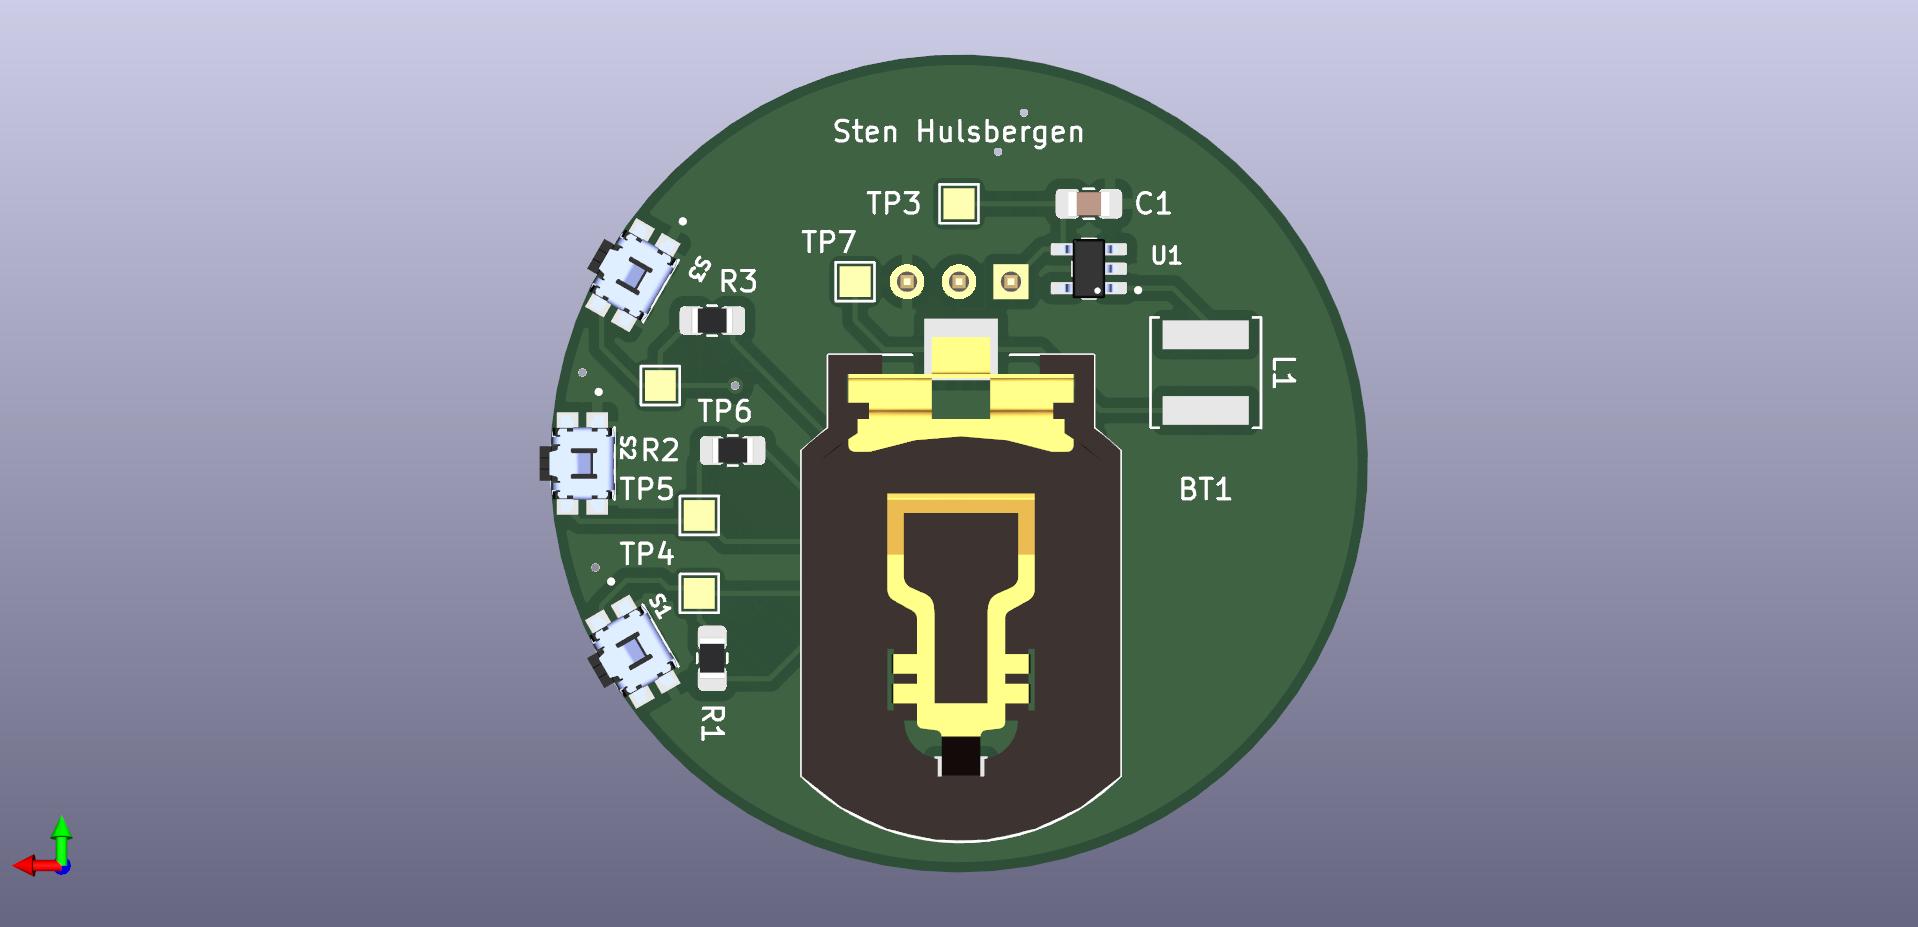 Sten Hulsbergen
TP3
C1
TP7
U1
S3
R3
L1
TP6
S2
R2
TP5
BT1
TP4
S1
R1